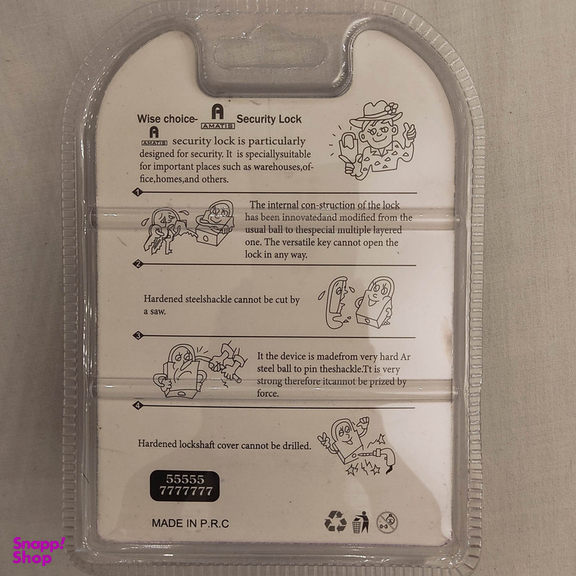 Wise choice- A AMATIS Security Lock
A AMATIS security lock is particularly
designed for security. It is speciallysuitable
for important places such as warehouses,of-
fice,homes,and others.
1
The internal con-struction of the lock
has been innovatedand modified from the
usual ball to thespecial multiple layered
one. The versatile key cannot open the
lock in any way.
2
Hardened steelshackle cannot be cut by
a saw.
3
It the device is madefrom very hard Ar
steel ball to pin theshackle.Tt is very
strong therefore itcannot be prized by
force.
4
Hardened lockshaft cover cannot be drilled.
55555
7777777
MADE IN P.R.C
0-3
Snapp!
Shop